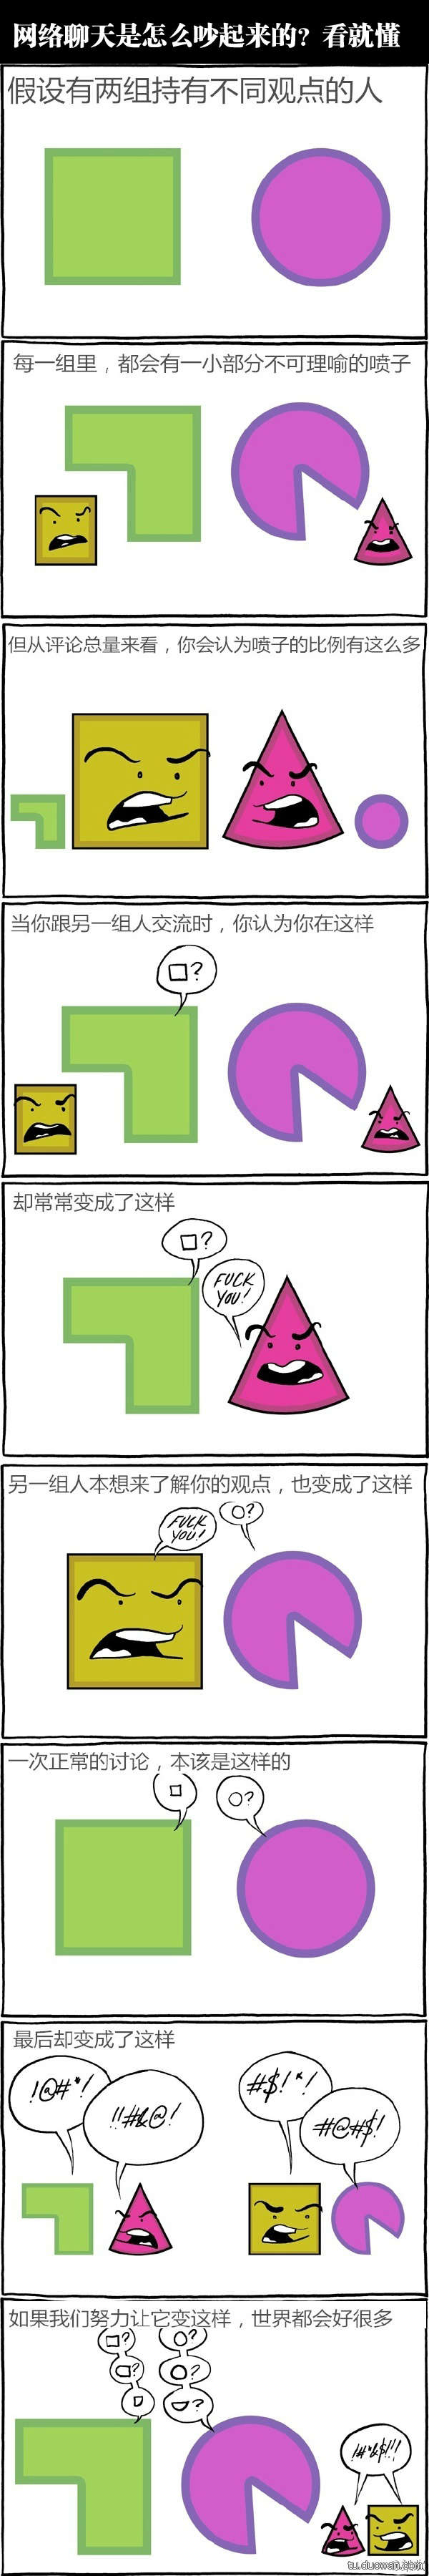 网络聊天是怎么吵起来的？看就懂
假设有两组持有不同观点的人
每一组里，都会有一小部分不可理喻的喷子
但从评论总量来看，你会认为喷子的比例有这么多
当你跟另一组人交流时，你认为你在这样
?
却常常变成了这样
?
FUCK
YOU!
另一组人本想来了解你的观点，也变成了这样
FUCK
YOU!
?
一次正常的讨论，本该是这样的
?
最后却变成了这样
!@#*!
!!#&@!
#$!*!
#@#$!
如果我们努力让它变这样，世界都会好很多
?
?
?
?
?
!#*&$!!!